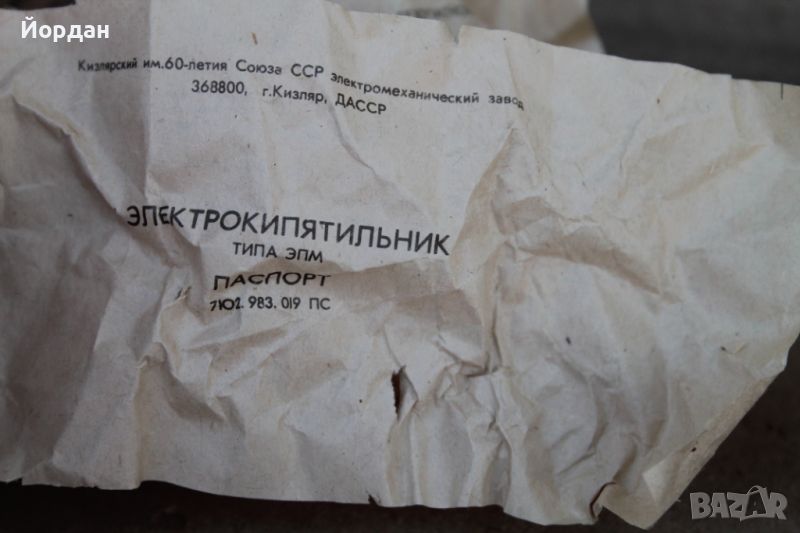 Йордан
Кизлярский им.60-летия Союза ССР электромеханический завод
368800, г.Кизляр, ДАССР
ЭЛЕКТРОКИПЯТИЛЬНИК
ТИПА ЭПМ
ПАСПОРТ
7Ю2. 983. 019 ПС
BAZAR